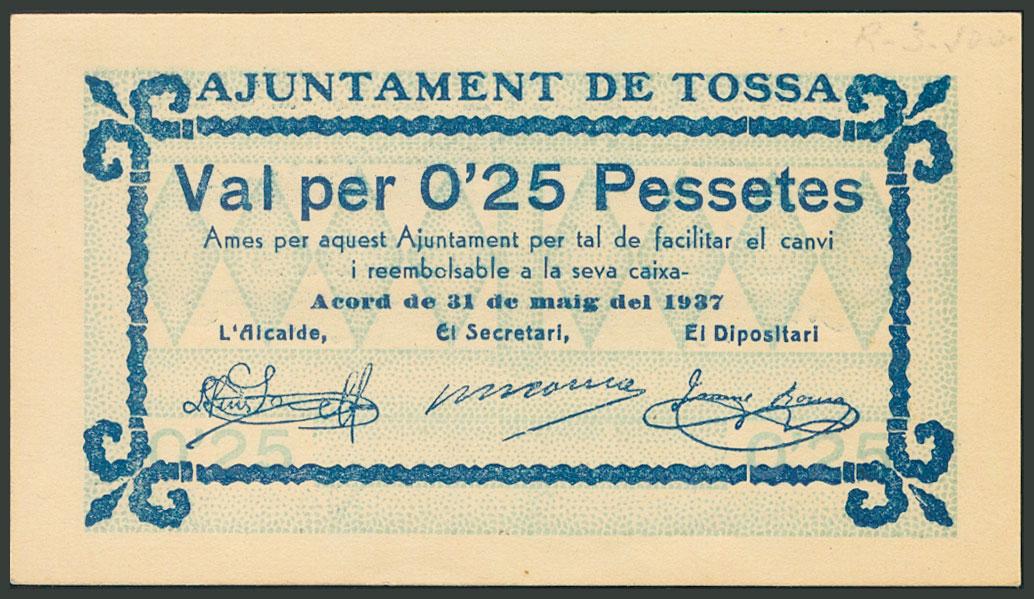 AJUNTAMENT DE TOSSA
Val per 0'25 Pessetes
Ames per aquest Ajuntament per tal de facilitar el canvi
i reembolsable a la seva caixa-
Acord de 31 de maig del 1937
L'Alcalde, El Secretari, El Dipositari
0'25 0'25